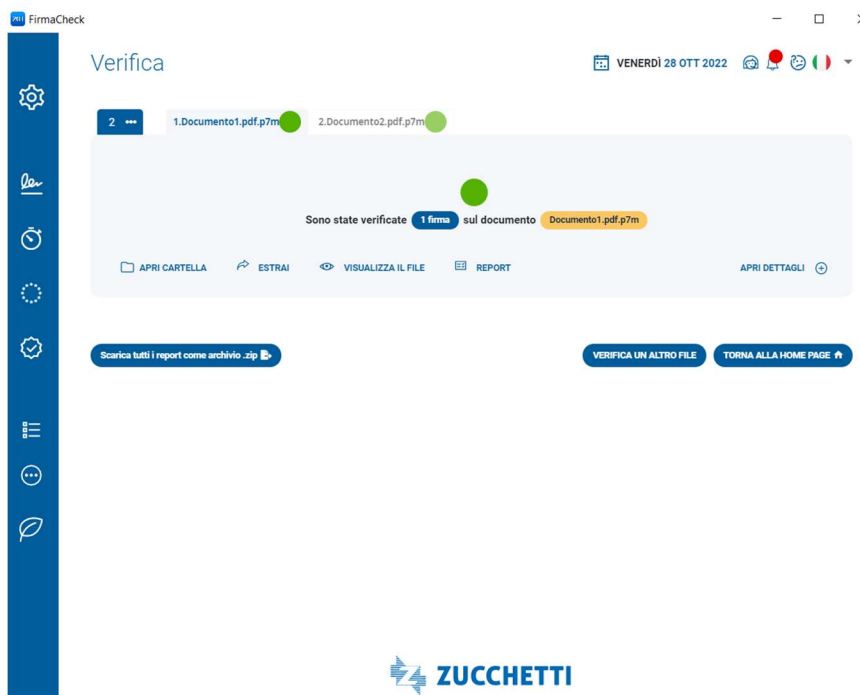 FirmaCheck
Verifica
VENERDÌ 28 OTT 2022
2 •••
1.Documento1.pdf.p7m
2.Documento2.pdf.p7m
Sono state verificate 1 firma sul documento Documento1.pdf.p7m
APRI CARTELLA
ESTRAI
VISUALIZZA IL FILE
REPORT
APRI DETTAGLI
Scarica tutti i report come archivio .zip
VERIFICA UN ALTRO FILE
TORNA ALLA HOME PAGE
ZUCCHETTI